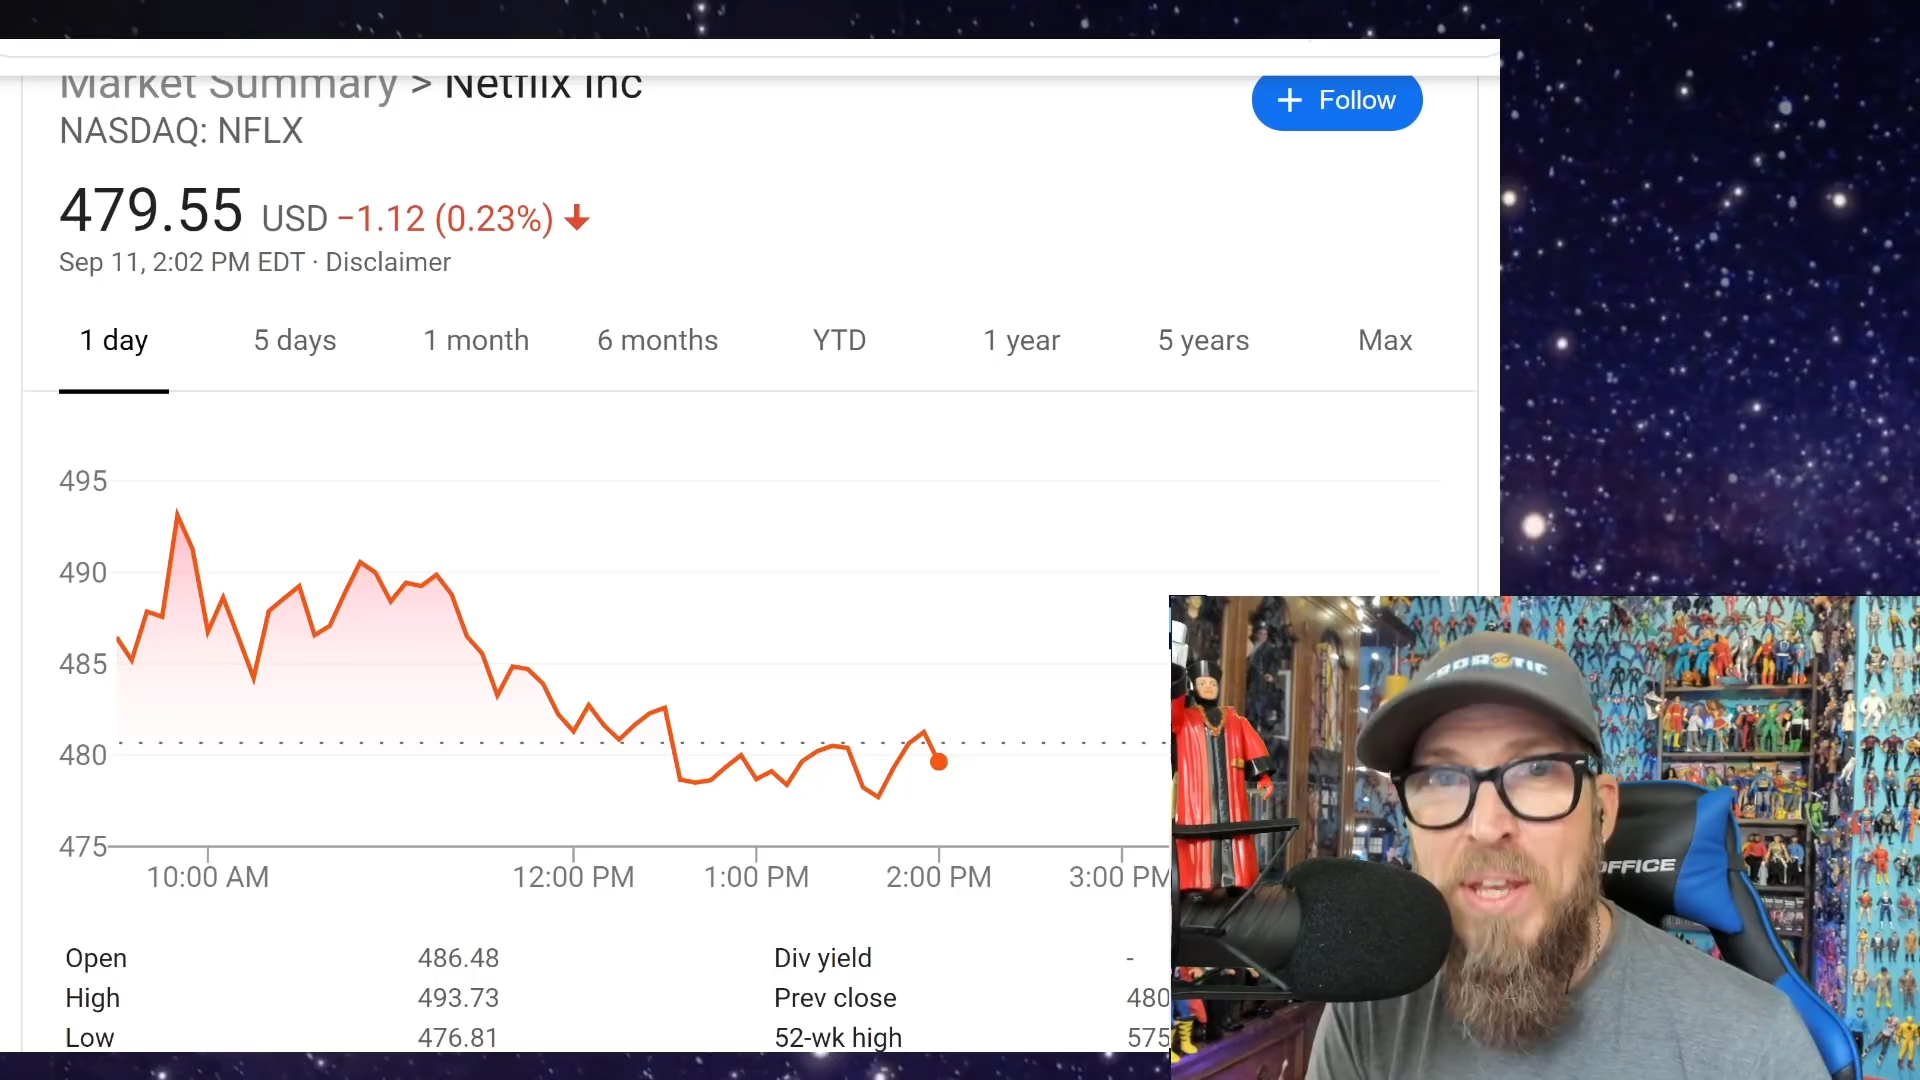 Market Summary > Netflix Inc
+ Follow
NASDAQ: NFLX
479.55 USD −1.12 (0.23%) ↓
Sep 11, 2:02 PM EDT · Disclaimer
1 day 5 days 1 month 6 months YTD 1 year 5 years Max
495
490
485
480
475
10:00 AM 12:00 PM 1:00 PM 2:00 PM 3:00 PM
Open 486.48 Div yield -
High 493.73 Prev close 480
Low 476.81 52-wk high 575
OFFICE